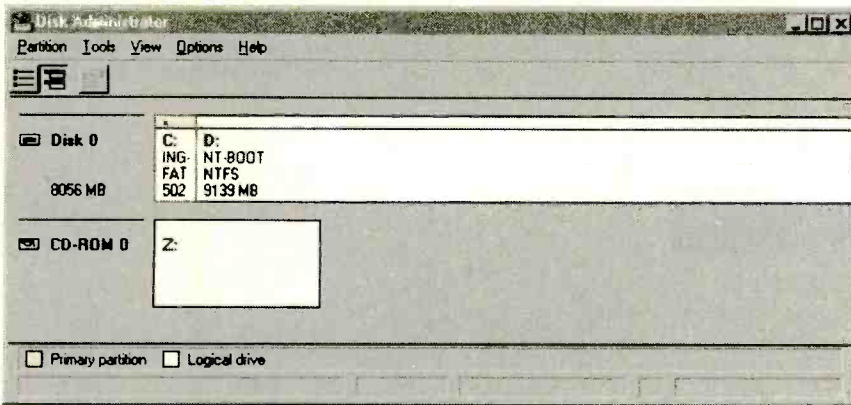 Disk Administrator
Partition Tools View Options Help
Disk 0
8056 MB
C: D:
ING- NT-BOOT
FAT NTFS
502 9139 MB
CD-ROM 0
Z:
Primary partition Logical drive